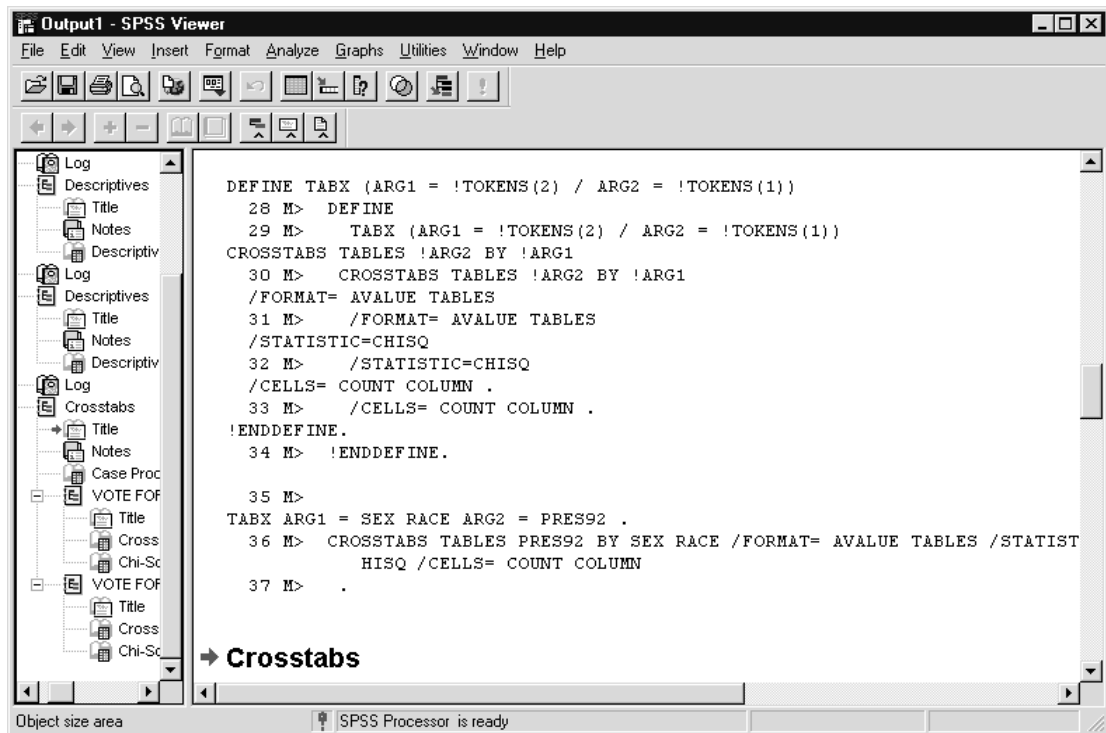 Output1 - SPSS Viewer
File Edit View Insert Format Analyze Graphs Utilities Window Help
Log
Descriptives
Title
Notes
Descriptiv
Log
Descriptives
Title
Notes
Descriptiv
Log
Crosstabs
Title
Notes
Case Proc
VOTE FOR
Title
Cross
Chi-Sq
VOTE FOR
Title
Cross
Chi-Sq
DEFINE TABX (ARG1 = !TOKENS(2) / ARG2 = !TOKENS(1))
28 M> DEFINE
29 M> TABX (ARG1 = !TOKENS(2) / ARG2 = !TOKENS(1))
CROSSTABS TABLES !ARG2 BY !ARG1
30 M> CROSSTABS TABLES !ARG2 BY !ARG1
/FORMAT= AVALUE TABLES
31 M> /FORMAT= AVALUE TABLES
/STATISTIC=CHISQ
32 M> /STATISTIC=CHISQ
/CELLS= COUNT COLUMN .
33 M> /CELLS= COUNT COLUMN .
!ENDDEFINE.
34 M> !ENDDEFINE.
35 M>
TABX ARG1 = SEX RACE ARG2 = PRES92 .
36 M> CROSSTABS TABLES PRES92 BY SEX RACE /FORMAT= AVALUE TABLES /STATIST
HISQ /CELLS= COUNT COLUMN
37 M> .
Crosstabs
Object size area
SPSS Processor is ready